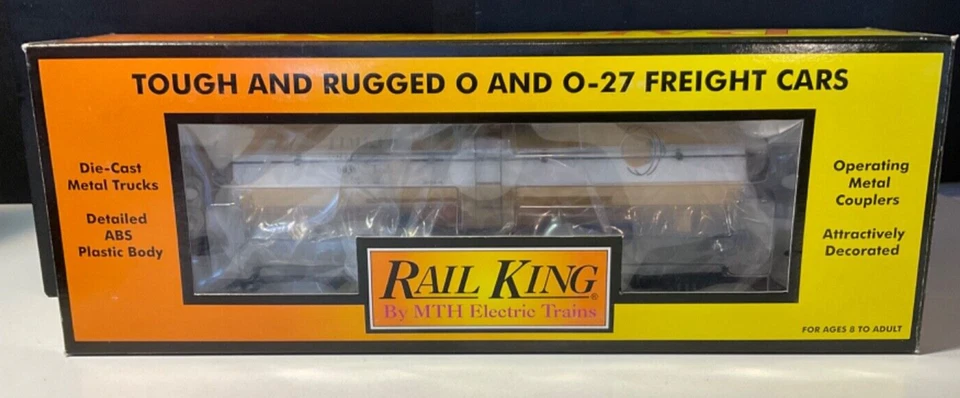 TOUGH AND RUGGED O AND O-27 FREIGHT CARS
Die-Cast
Metal Trucks
Detailed
ABS
Plastic Body
Operating
Metal
Couplers
Attractively
Decorated
RAIL KING®
By MTH Electric Trains
FOR AGES 8 TO ADULT